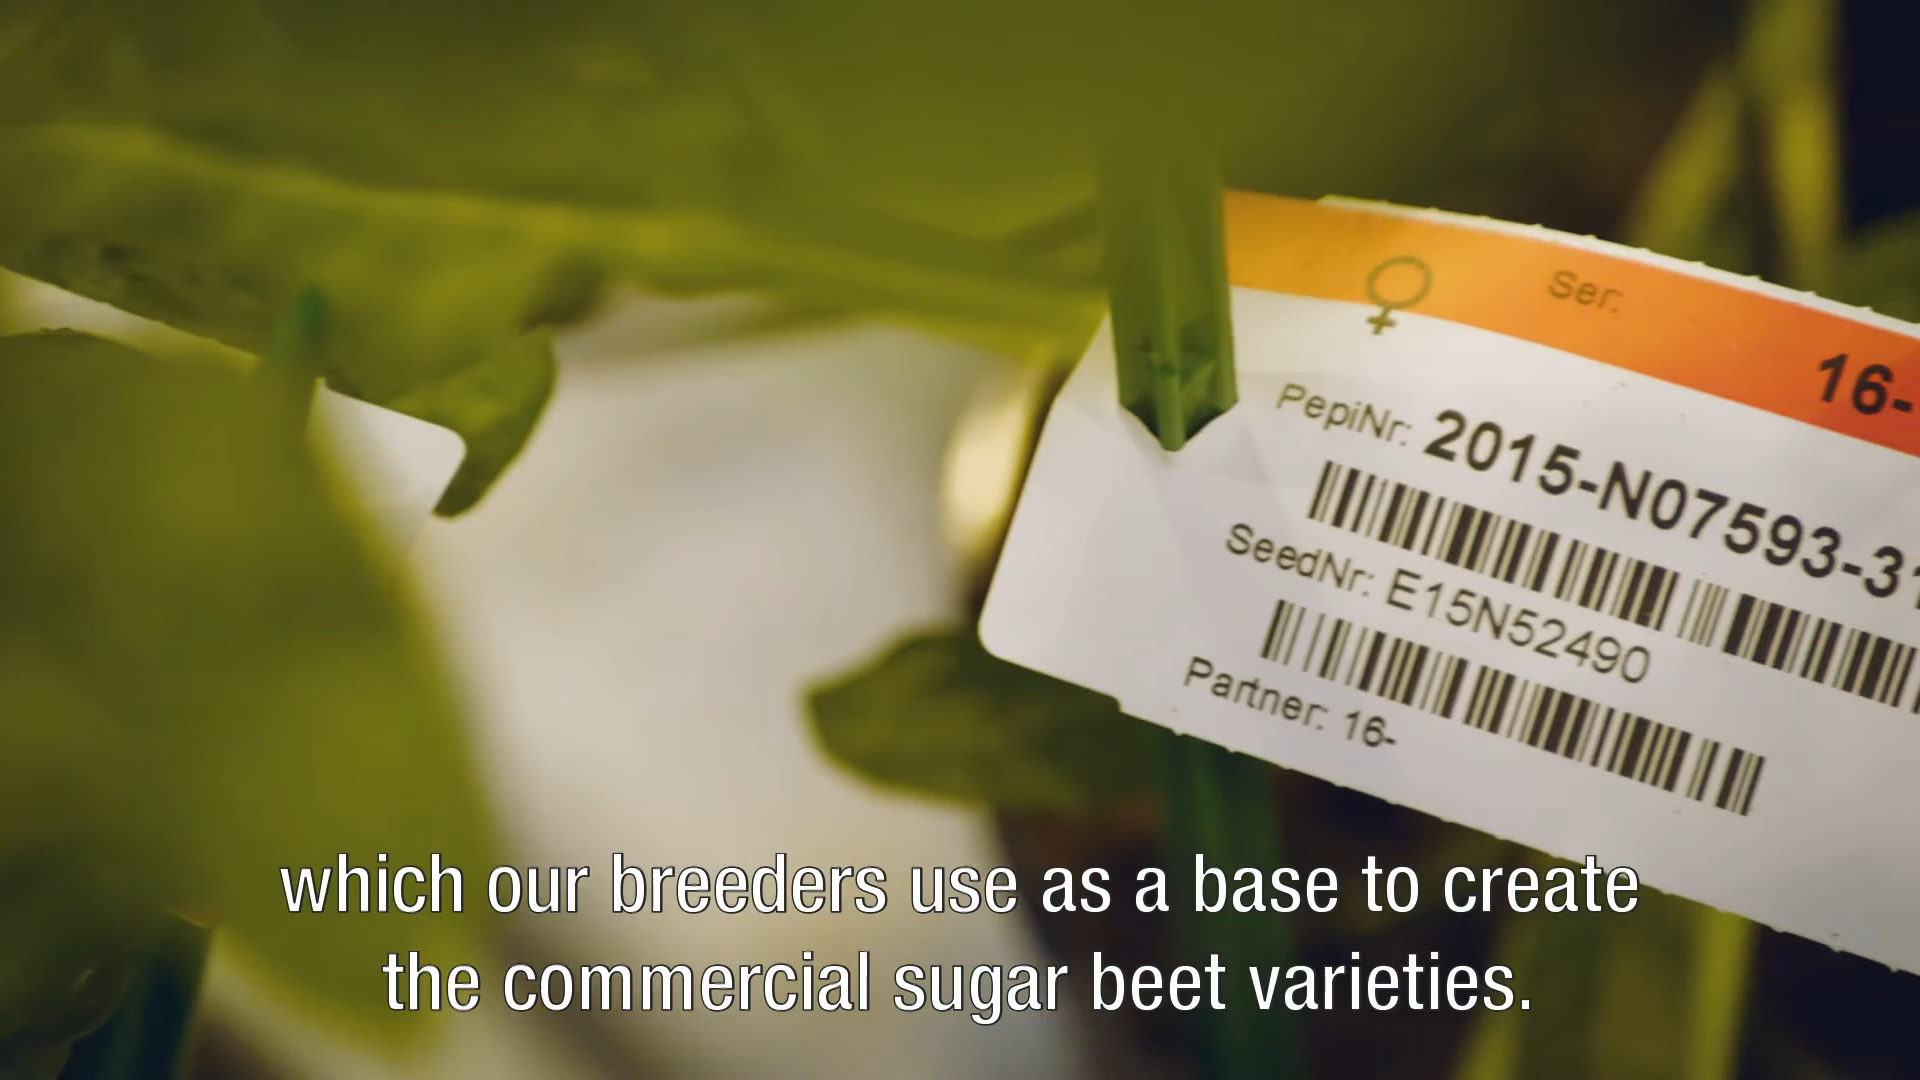 ♀ Ser:
16-
PepiNr: 2015-N07593-31
SeedNr: E15N52490
Partner: 16-
which our breeders use as a base to create
the commercial sugar beet varieties.